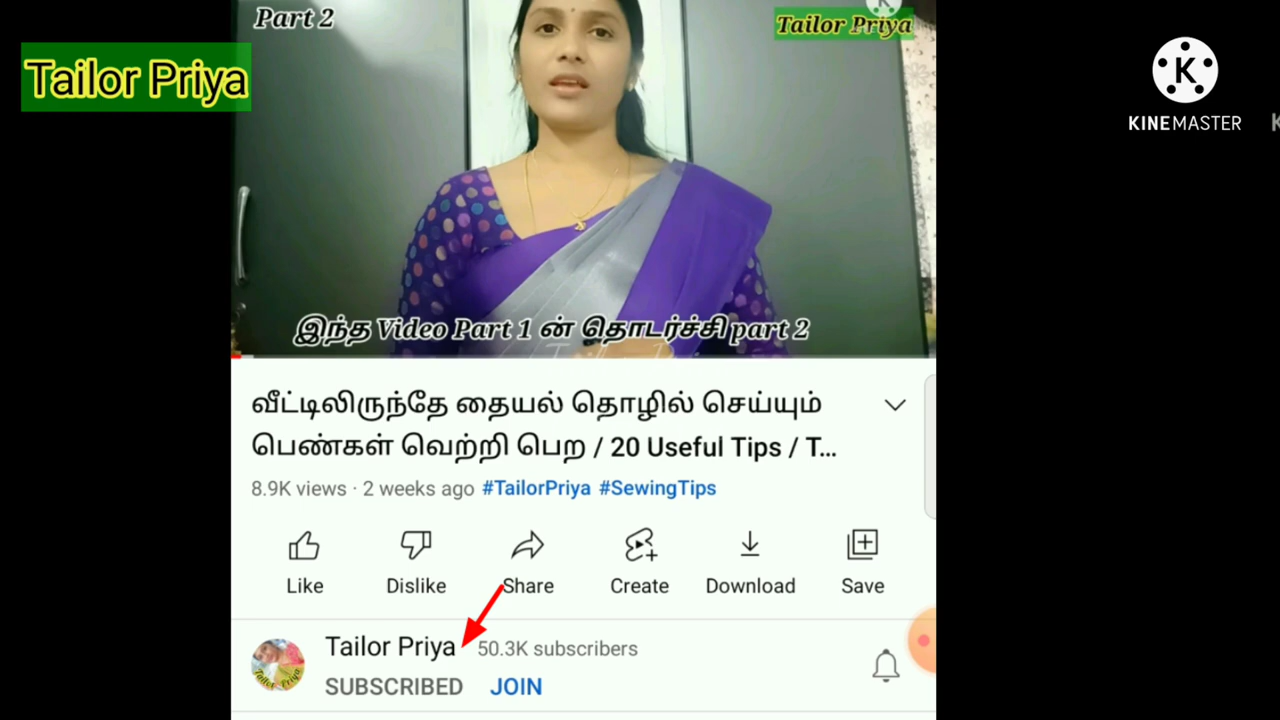 Part 2
Tailor Priya
Tailor Priya
KINEMASTER
இந்த Video Part 1 ன் தொடர்ச்சி part 2
வீட்டிலிருந்தே தையல் தொழில் செய்யும்
பெண்கள் வெற்றி பெற / 20 Useful Tips / T...
8.9K views · 2 weeks ago #TailorPriya #SewingTips
Like Dislike Share Create Download Save
Tailor Priya 50.3K subscribers
SUBSCRIBED JOIN